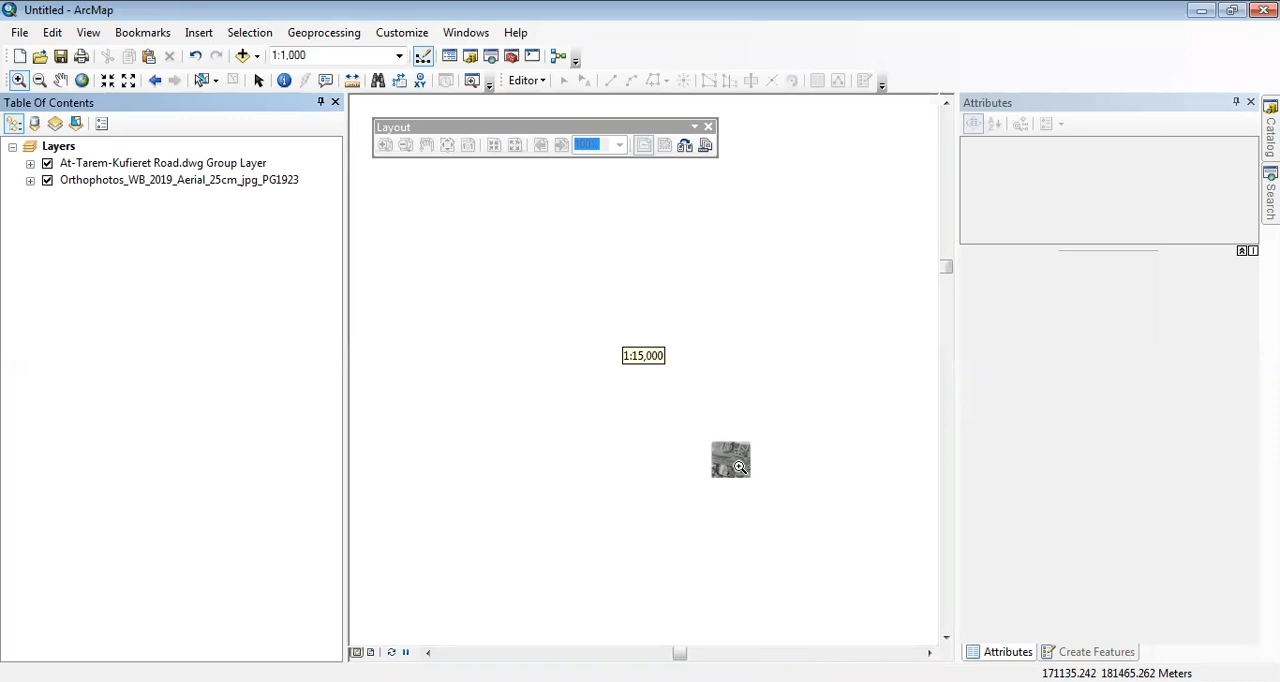 Untitled - ArcMap
File Edit View Bookmarks Insert Selection Geoprocessing Customize Windows Help
1:1,000
Editor
Table Of Contents
Layers
At-Tarem-Kufieret Road.dwg Group Layer
Orthophotos_WB_2019_Aerial_25cm_jpg_PG1923
Layout
100%
1:15,000
Attributes
Catalog
Search
Attributes Create Features
171135.242 181465.262 Meters